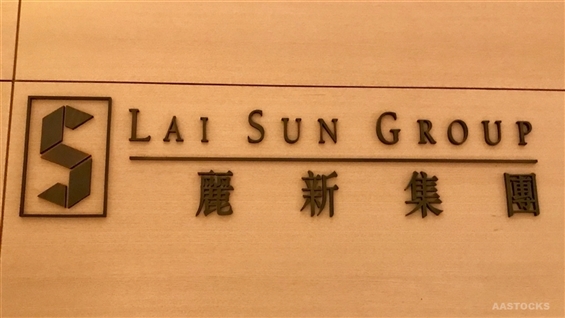 LAI SUN GROUP
麗新集團
AASTOCKS